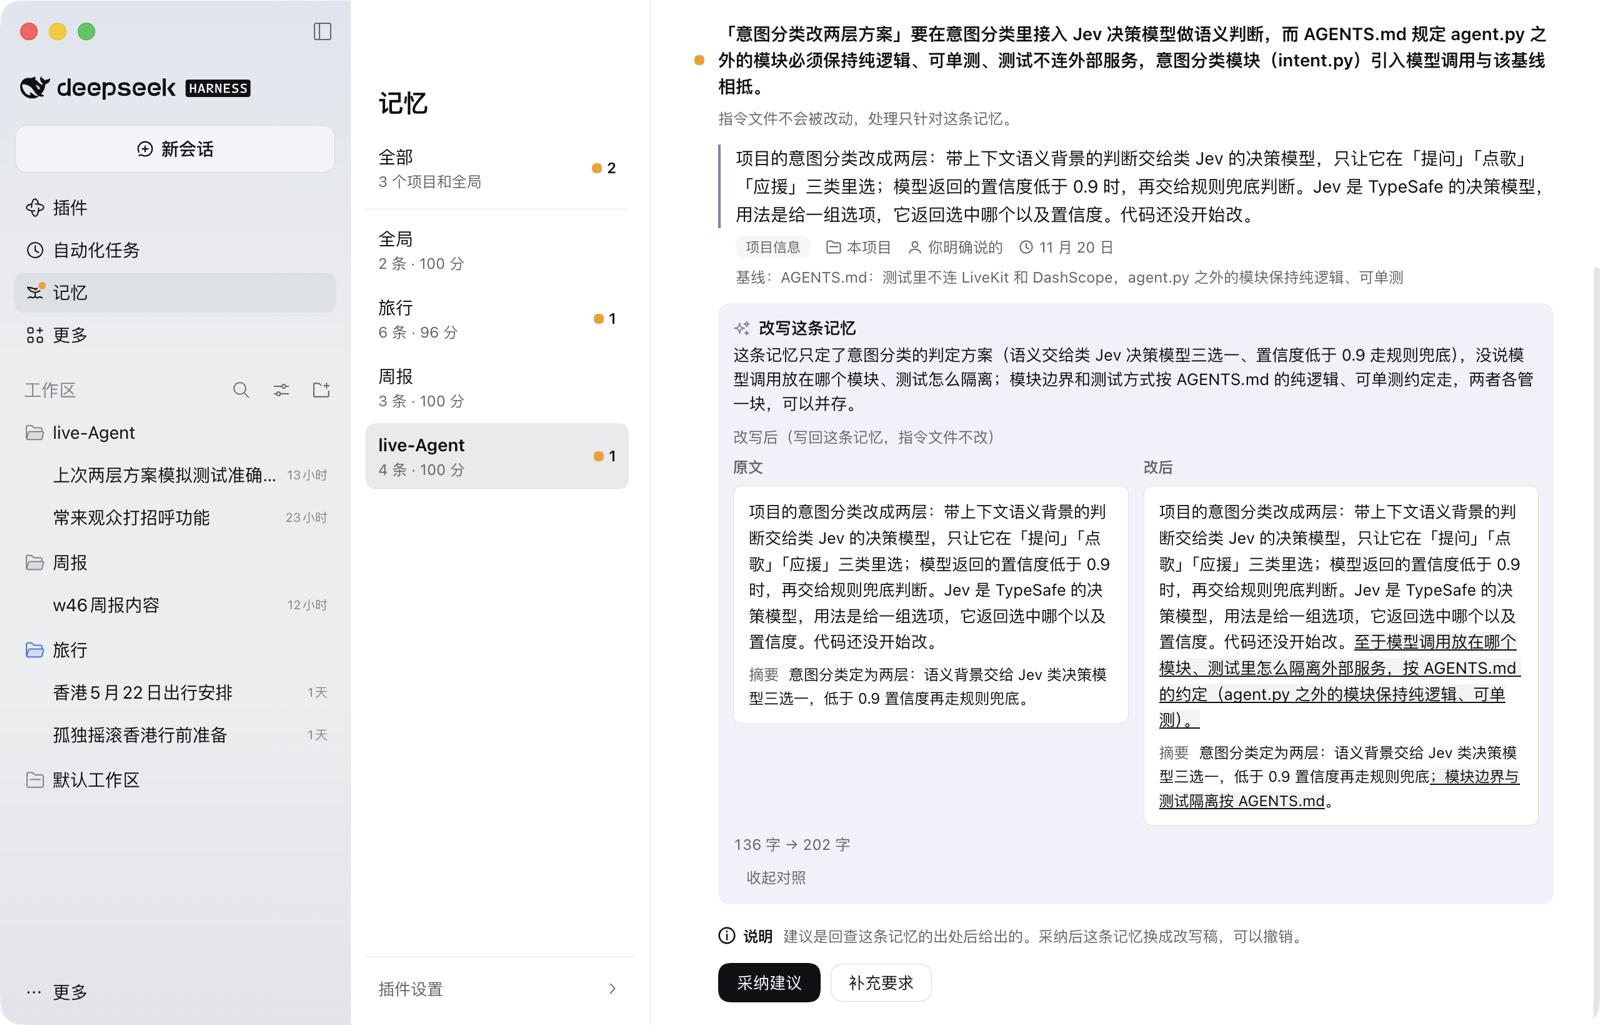 deepseek HARNESS
新会话
插件
自动化任务
记忆
更多
工作区
live-Agent
上次两层方案模拟测试准确... 13小时
常来观众打招呼功能 23小时
周报
w46周报内容 12小时
旅行
香港5月22日出行安排 1天
孤独摇滚香港行前准备 1天
默认工作区
··· 更多
记忆
全部
3 个项目和全局
2
全局
2 条 · 100 分
旅行
6 条 · 96 分
1
周报
3 条 · 100 分
live-Agent
4 条 · 100 分
1
插件设置
「意图分类改两层方案」要在意图分类里接入 Jev 决策模型做语义判断，而 AGENTS.md 规定 agent.py 之
外的模块必须保持纯逻辑、可单测、测试不连外部服务，意图分类模块（intent.py）引入模型调用与该基线
相抵。
指令文件不会被改动，处理只针对这条记忆。
项目的意图分类改成两层：带上下文语义背景的判断交给类 Jev 的决策模型，只让它在「提问」「点歌」
「应援」三类里选；模型返回的置信度低于 0.9 时，再交给规则兜底判断。Jev 是 TypeSafe 的决策模型，
用法是给一组选项，它返回选中哪个以及置信度。代码还没开始改。
项目信息 本项目 你明确说的 11 月 20 日
基线：AGENTS.md：测试里不连 LiveKit 和 DashScope，agent.py 之外的模块保持纯逻辑、可单测
改写这条记忆
这条记忆只定了意图分类的判定方案（语义交给类 Jev 决策模型三选一、置信度低于 0.9 走规则兜底），没说模
型调用放在哪个模块、测试怎么隔离；模块边界和测试方式按 AGENTS.md 的纯逻辑、可单测约定走，两者各管
一块，可以并存。
改写后（写回这条记忆，指令文件不改）
原文
项目的意图分类改成两层：带上下文语义背景的判
断交给类 Jev 的决策模型，只让它在「提问」「点
歌」「应援」三类里选；模型返回的置信度低于 0.9
时，再交给规则兜底判断。Jev 是 TypeSafe 的决
策模型，用法是给一组选项，它返回选中哪个以及
置信度。代码还没开始改。
摘要 意图分类定为两层：语义背景交给 Jev 类决策模
型三选一，低于 0.9 置信度再走规则兜底。
改后
项目的意图分类改成两层：带上下文语义背景的判
断交给类 Jev 的决策模型，只让它在「提问」「点
歌」「应援」三类里选；模型返回的置信度低于 0.9
时，再交给规则兜底判断。Jev 是 TypeSafe 的决
策模型，用法是给一组选项，它返回选中哪个以及
置信度。代码还没开始改。至于模型调用放在哪个
模块、测试里怎么隔离外部服务，按 AGENTS.md
的约定（agent.py 之外的模块保持纯逻辑、可单
测）。
摘要 意图分类定为两层：语义背景交给 Jev 类决策模
型三选一，低于 0.9 置信度再走规则兜底；模块边界与
测试隔离按 AGENTS.md。
136 字 → 202 字
收起对照
说明 建议是回查这条记忆的出处后给出的。采纳后这条记忆换成改写稿，可以撤销。
采纳建议 补充要求